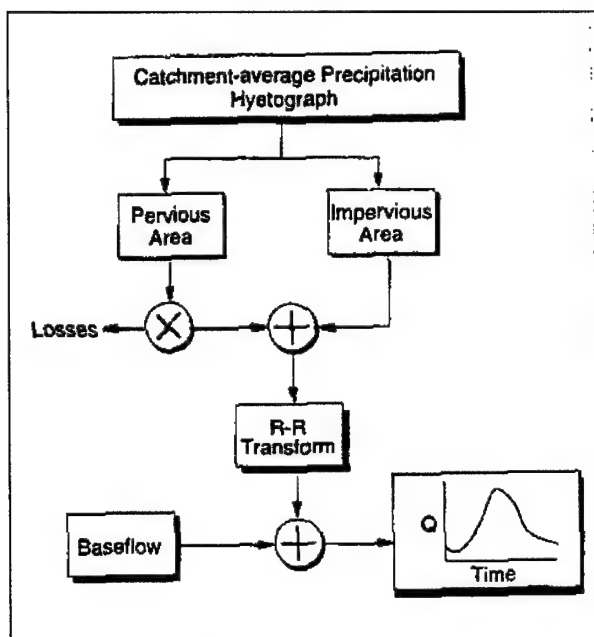 Catchment-average Precipitation
Hyetograph
Pervious
Area
Impervious
Area
Losses
R-R
Transform
Baseflow
Q
Time